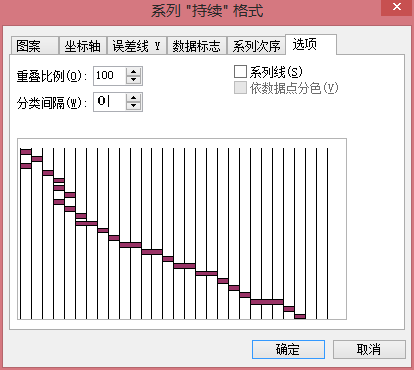 系列 "持续" 格式
图案 坐标轴 误差线 Y 数据标志 系列次序 选项
重叠比例(O): 100
系列线(S)
分类间隔(W): 0
依数据点分色(V)
确定 取消